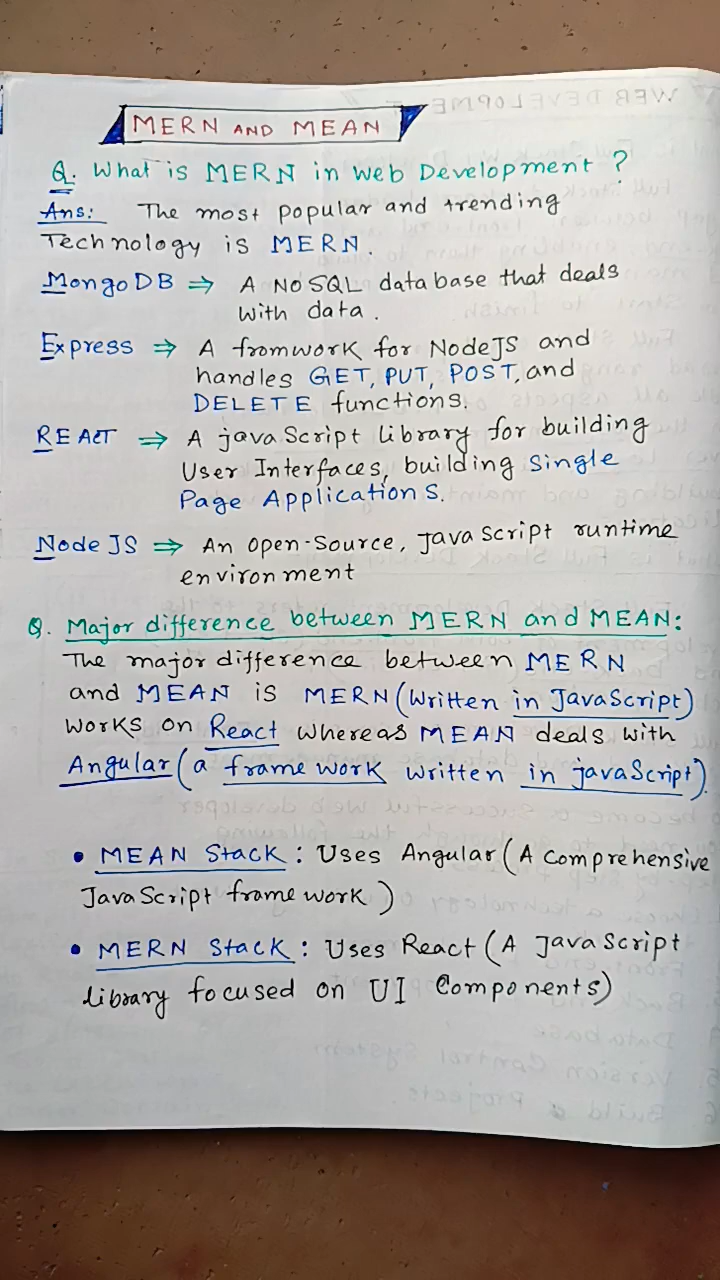 MERN AND MEAN
Q. What is MERN in Web Development ?
Ans: The most popular and trending
Technology is MERN.
MongoDB ⇒ A NOSQL database that deals
with data.
Express ⇒ A fromwork for NodeJS and
handles GET, PUT, POST, and
DELETE functions.
REACT ⇒ A javaScript library for building
User Interfaces, building Single
Page Applications.
NodeJS ⇒ An Open-Source, JavaScript runtime
environment
Q. Major difference between MERN and MEAN:
The major difference between MERN
and MEAN is MERN (Written in JavaScript)
works on React whereas MEAN deals with
Angular (a framework written in javaScript).
• MEAN Stack : Uses Angular (A Comprehensive
JavaScript framework)
• MERN Stack : Uses React (A JavaScript
library focused on UI Components)